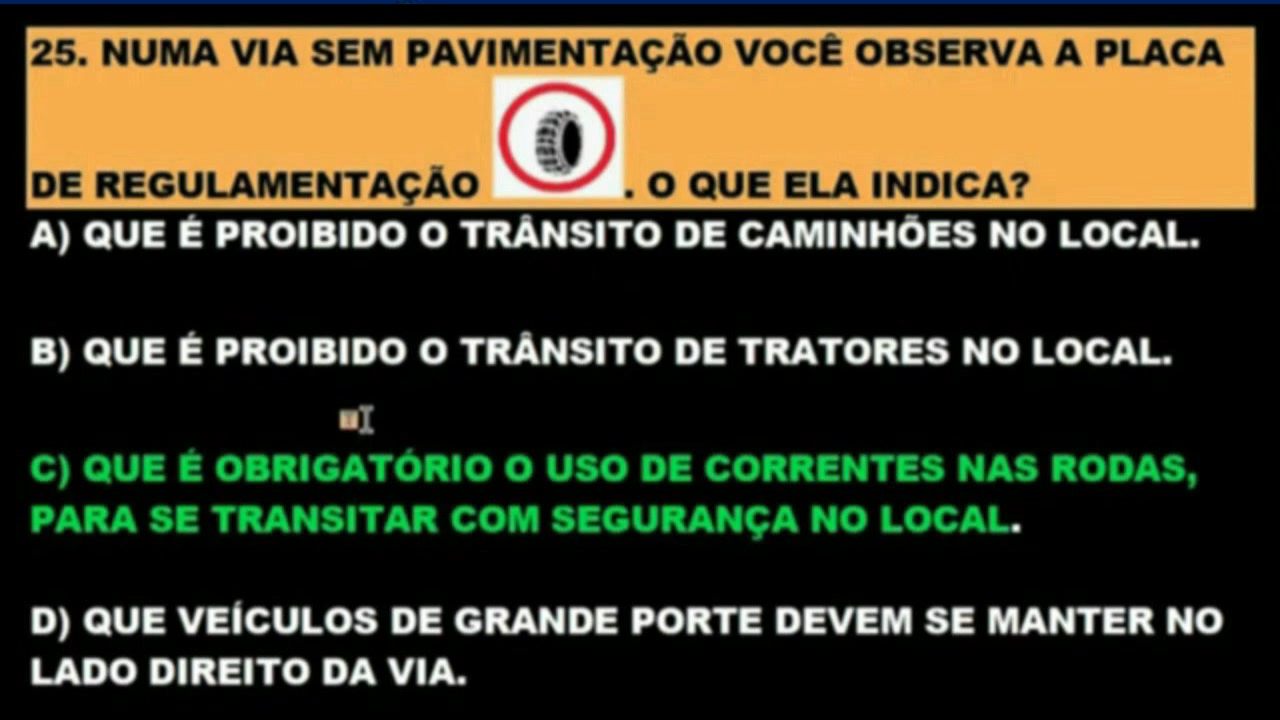 25. NUMA VIA SEM PAVIMENTAÇÃO VOCÊ OBSERVA A PLACA
DE REGULAMENTAÇÃO . O QUE ELA INDICA?
A) QUE É PROIBIDO O TRÂNSITO DE CAMINHÕES NO LOCAL.
B) QUE É PROIBIDO O TRÂNSITO DE TRATORES NO LOCAL.
C) QUE É OBRIGATÓRIO O USO DE CORRENTES NAS RODAS,
PARA SE TRANSITAR COM SEGURANÇA NO LOCAL.
D) QUE VEÍCULOS DE GRANDE PORTE DEVEM SE MANTER NO
LADO DIREITO DA VIA.